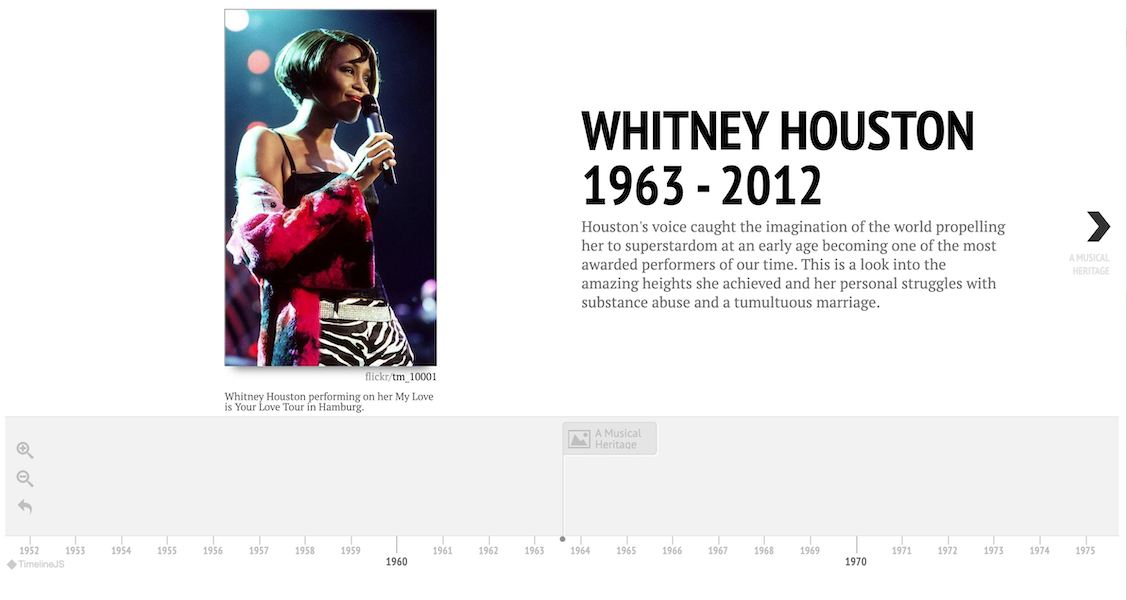 WHITNEY HOUSTON
1963 - 2012
Houston's voice caught the imagination of the world propelling
her to superstardom at an early age becoming one of the most
awarded performers of our time. This is a look into the
amazing heights she achieved and her personal struggles with
substance abuse and a tumultuous marriage.
A MUSICAL
HERITAGE
flickr/tm_10001
Whitney Houston performing on her My Love
is Your Love Tour in Hamburg.
A Musical
Heritage
1952 1953 1954 1955 1956 1957 1958 1959 1960 1961 1962 1963 1964 1965 1966 1967 1968 1969 1970 1971 1972 1973 1974 1975
TimelineJS